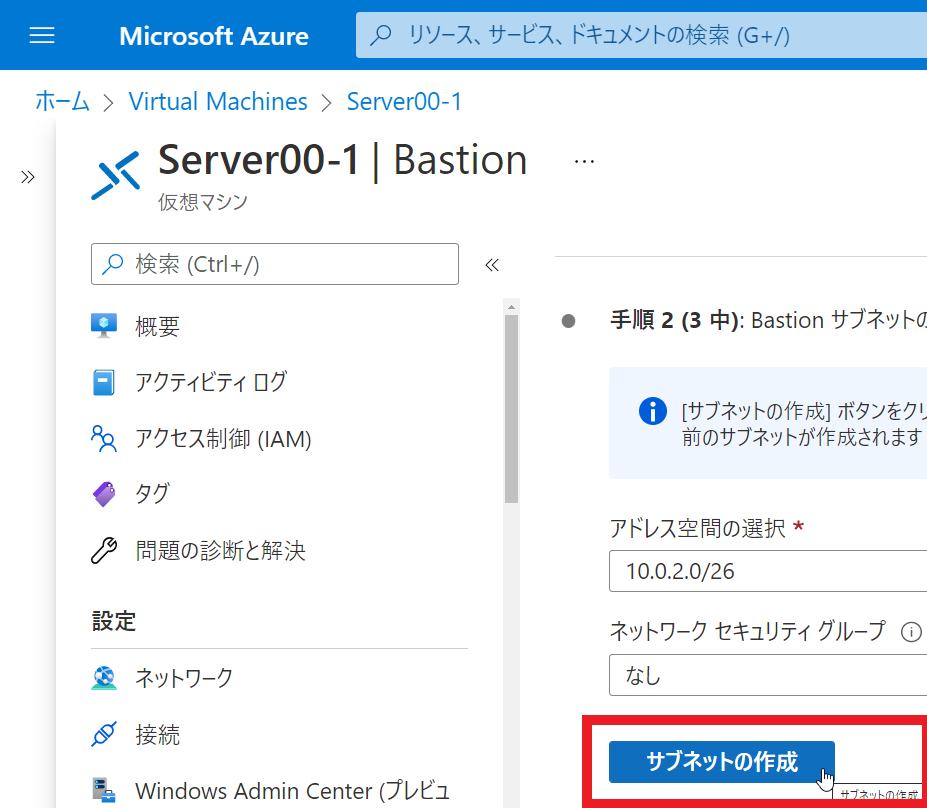 Microsoft Azure
リソース、サービス、ドキュメントの検索 (G+/)
ホーム > Virtual Machines > Server00-1
Server00-1 | Bastion ...
仮想マシン
検索 (Ctrl+/)
概要
アクティビティ ログ
アクセス制御 (IAM)
タグ
問題の診断と解決
設定
ネットワーク
接続
Windows Admin Center (プレビュ
手順 2 (3 中): Bastion サブネットの
[サブネットの作成] ボタンをクリ
前のサブネットが作成されます
アドレス空間の選択 *
10.0.2.0/26
ネットワーク セキュリティ グループ
なし
サブネットの作成
サブネットの作成